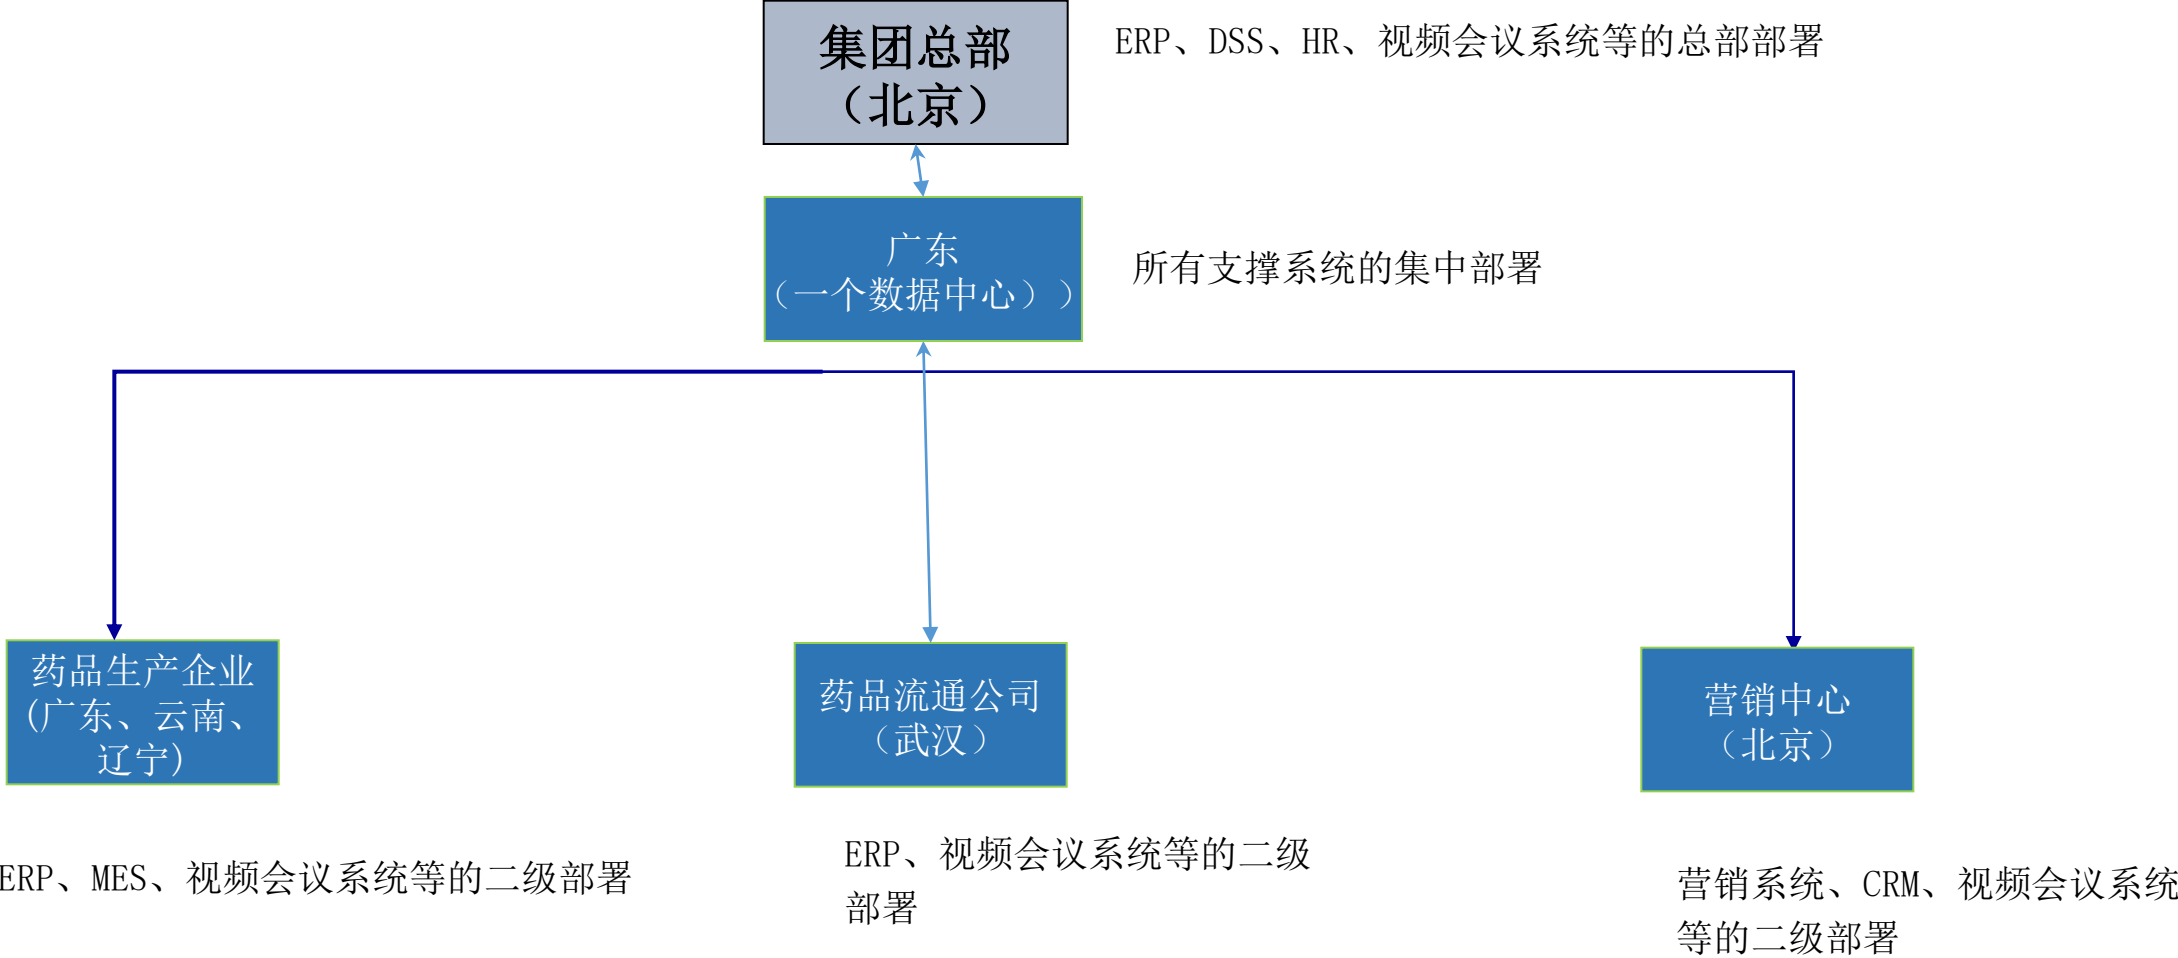 集团总部
（北京）
ERP、DSS、HR、视频会议系统等的总部部署
广东
（一个数据中心））
所有支撑系统的集中部署
药品生产企业
(广东、云南、
辽宁)
药品流通公司
（武汉）
营销中心
（北京）
ERP、MES、视频会议系统等的二级部署
ERP、视频会议系统等的二级
部署
营销系统、CRM、视频会议系统
等的二级部署